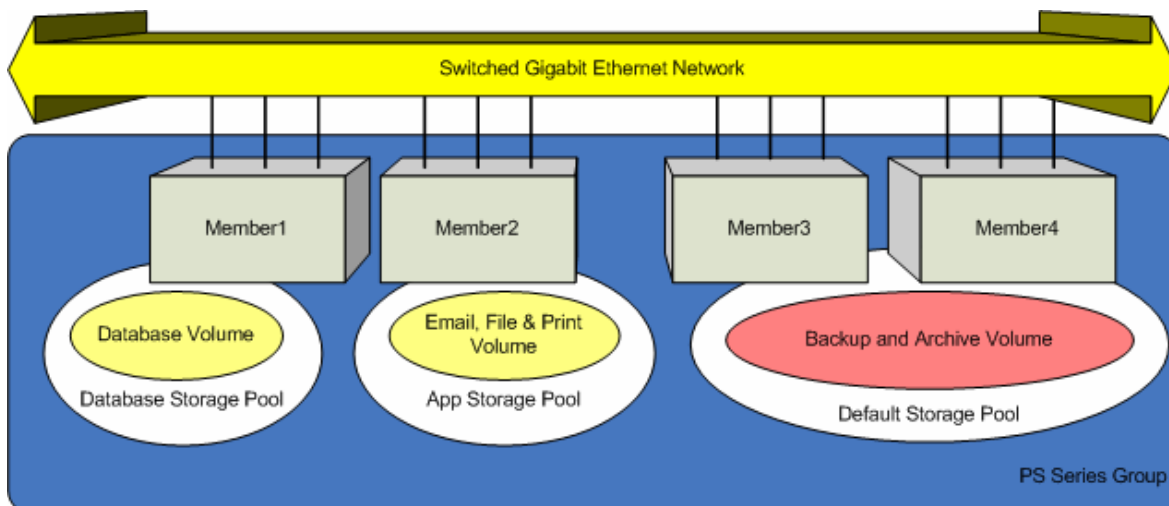 Switched Gigabit Ethernet Network
Member1
Member2
Member3
Member4
Database Volume
Email, File & Print
Volume
Backup and Archive Volume
Database Storage Pool
App Storage Pool
Default Storage Pool
PS Series Group